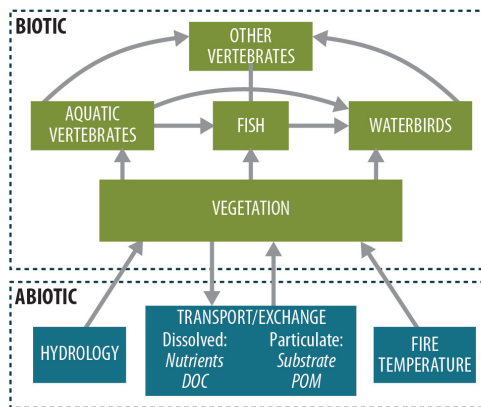 BIOTIC
OTHER
VERTEBRATES
AQUATIC
VERTEBRATES
FISH
WATERBIRDS
VEGETATION
ABIOTIC
HYDROLOGY
TRANSPORT/EXCHANGE
Dissolved:
Nutrients
DOC
Particulate:
Substrate
POM
FIRE
TEMPERATURE